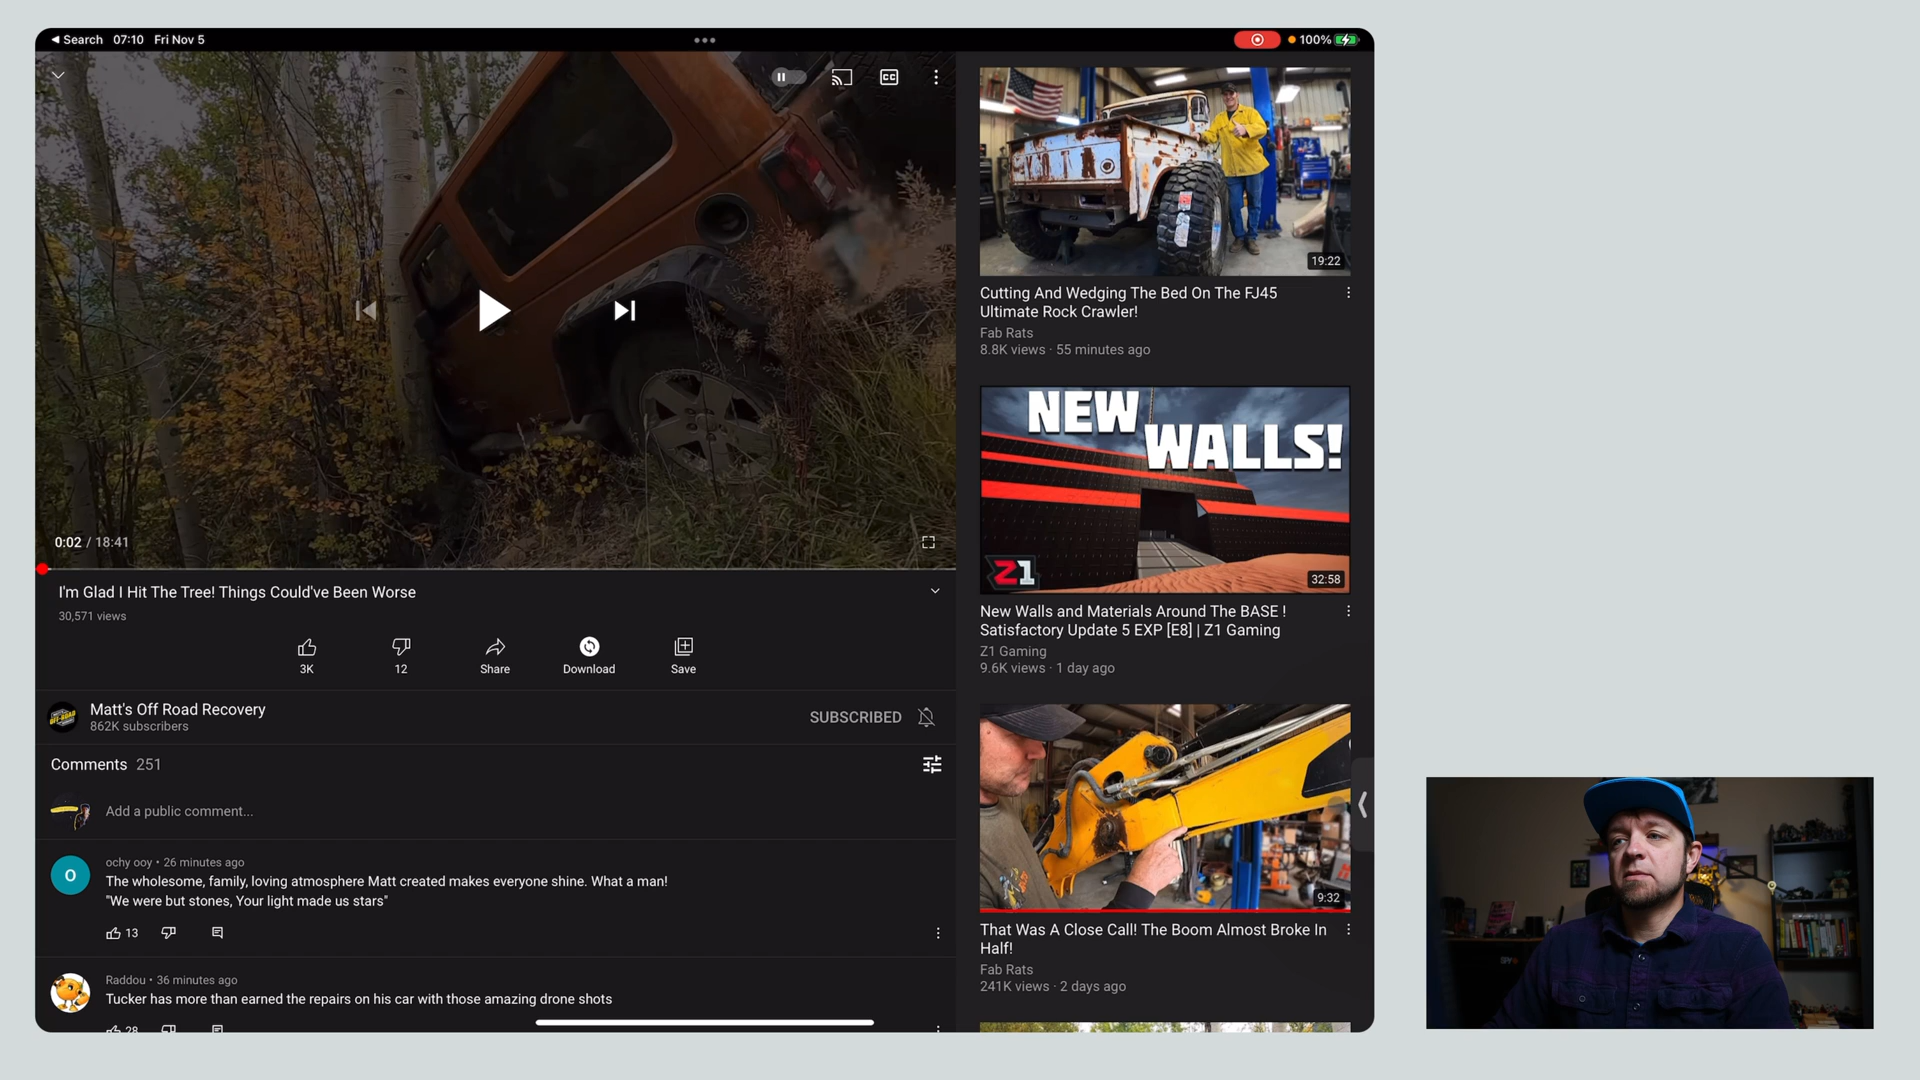 ◀ Search 07:10 Fri Nov 5
100%
CC
0:02 / 18:41
I'm Glad I Hit The Tree! Things Could've Been Worse
30,571 views
3K
12
Share
Download
Save
Matt's Off Road Recovery
862K subscribers
SUBSCRIBED
Comments 251
Add a public comment...
O
ochy ooy • 26 minutes ago
The wholesome, family, loving atmosphere Matt created makes everyone shine. What a man!
"We were but stones, Your light made us stars"
13
Raddou • 36 minutes ago
Tucker has more than earned the repairs on his car with those amazing drone shots
28
19:22
Cutting And Wedging The Bed On The FJ45
Ultimate Rock Crawler!
Fab Rats
8.8K views · 55 minutes ago
NEW
WALLS!
Z1
32:58
New Walls and Materials Around The BASE !
Satisfactory Update 5 EXP [E8] | Z1 Gaming
Z1 Gaming
9.6K views · 1 day ago
9:32
That Was A Close Call! The Boom Almost Broke In
Half!
Fab Rats
241K views · 2 days ago